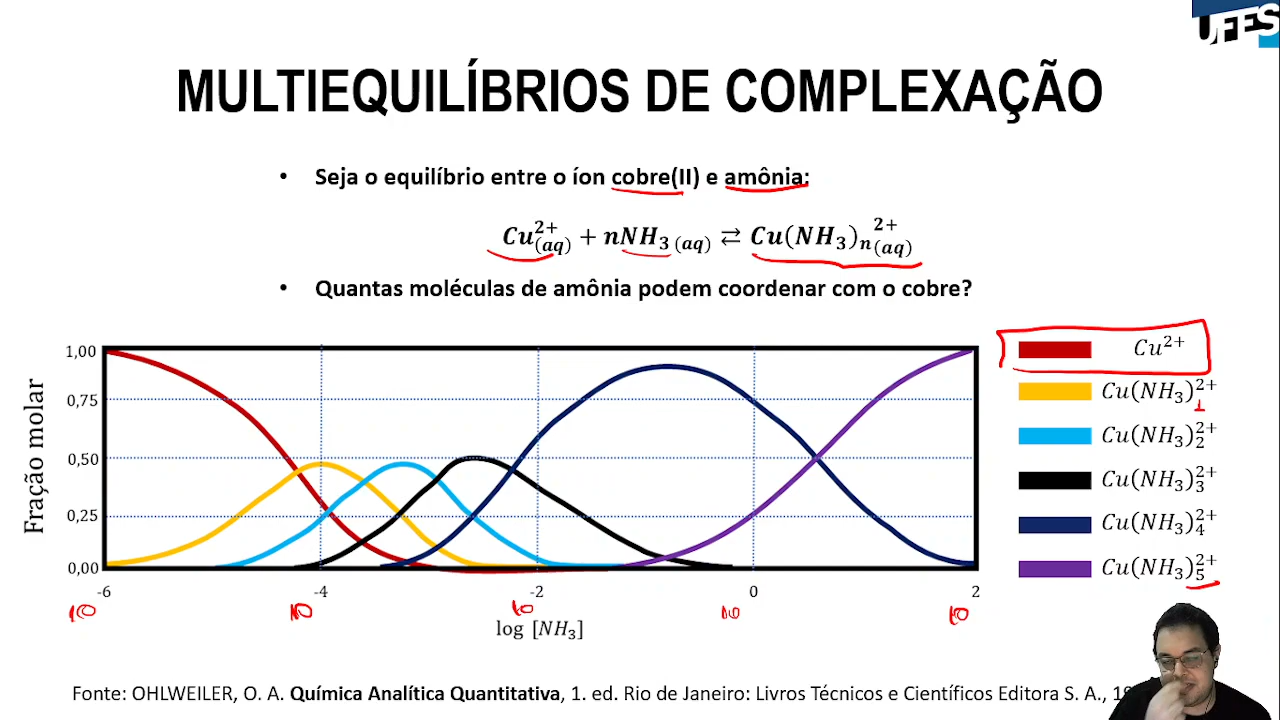 UFES
MULTIEQUILÍBRIOS DE COMPLEXAÇÃO
• Seja o equilíbrio entre o íon cobre(II) e amônia:
Cu²⁺(aq) + nNH₃ (aq) ⇄ Cu(NH₃)ₙ²⁺(aq)
• Quantas moléculas de amônia podem coordenar com o cobre?
Fração molar
1,00
0,75
0,50
0,25
0,00
-6 -4 -2 0 2
10 10 10 10 10
log [NH₃]
Cu²⁺
Cu(NH₃)²⁺ 1
Cu(NH₃)₂²⁺
Cu(NH₃)₃²⁺
Cu(NH₃)₄²⁺
Cu(NH₃)₅²⁺
Fonte: OHLWEILER, O. A. Química Analítica Quantitativa, 1. ed. Rio de Janeiro: Livros Técnicos e Científicos Editora S. A.,